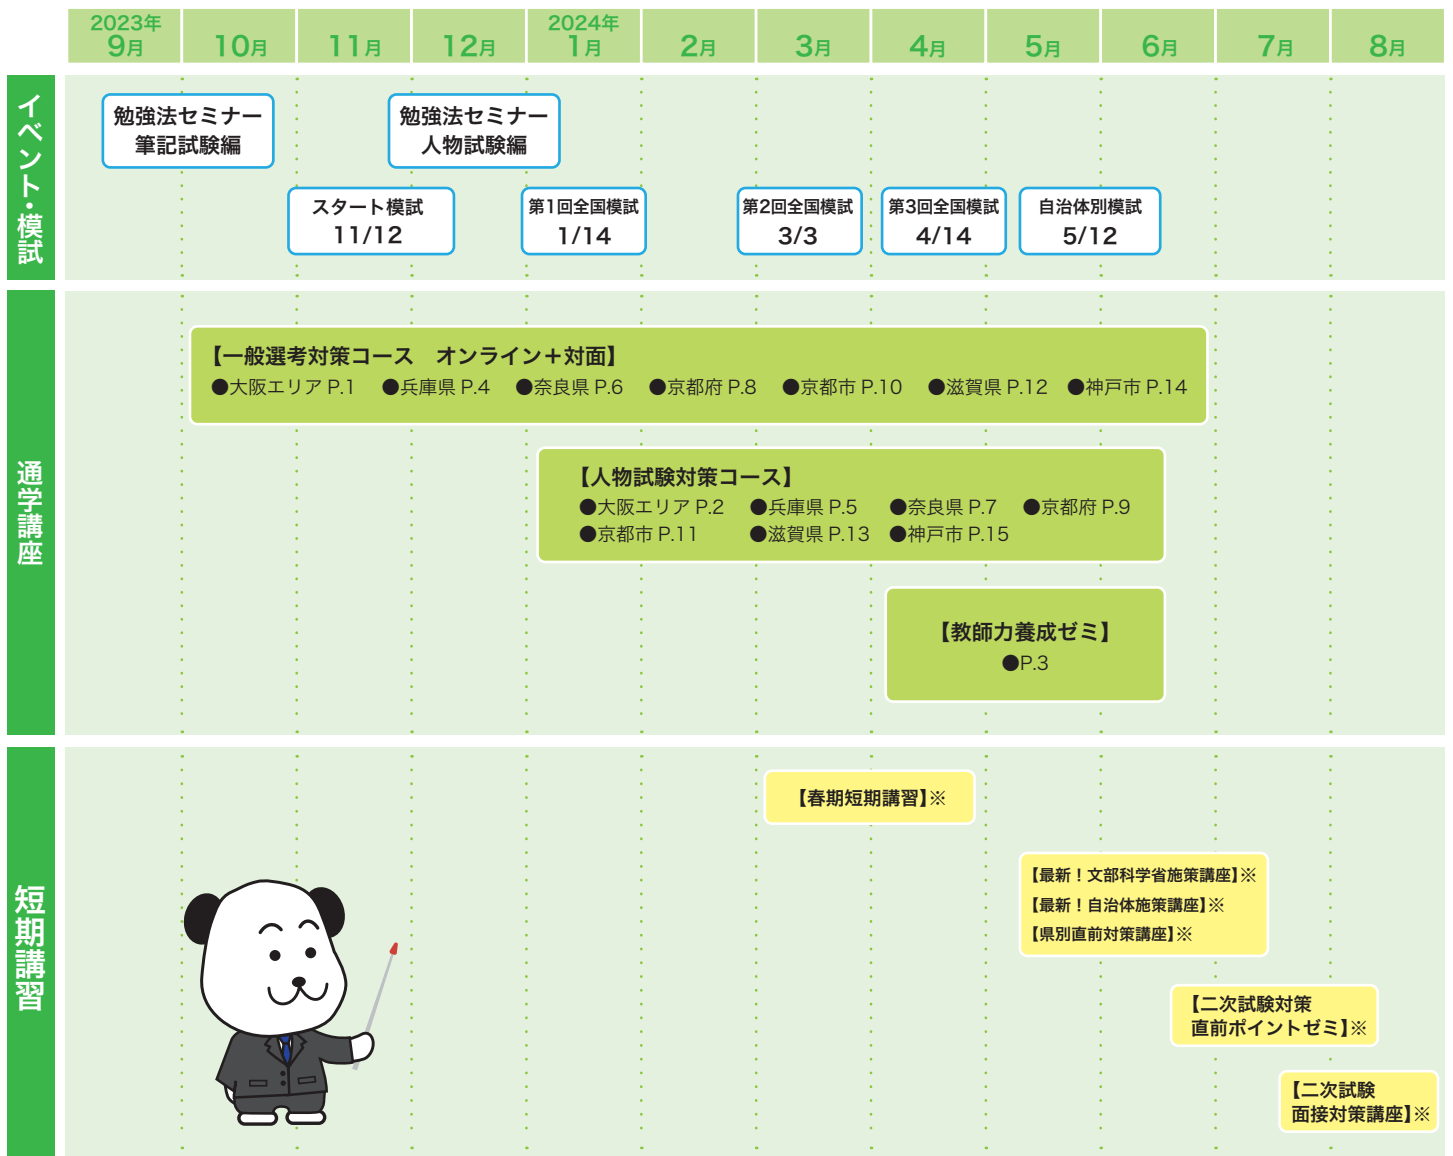 2023年
9月
10月
11月
12月
2024年
1月
2月
3月
4月
5月
6月
7月
8月
イベント・模試
勉強法セミナー
筆記試験編
勉強法セミナー
人物試験編
スタート模試
11/12
第1回全国模試
1/14
第2回全国模試
3/3
第3回全国模試
4/14
自治体別模試
5/12
通学講座
【一般選考対策コース　オンライン＋対面】
●大阪エリア P.1 ●兵庫県 P.4 ●奈良県 P.6 ●京都府 P.8 ●京都市 P.10 ●滋賀県 P.12 ●神戸市 P.14
【人物試験対策コース】
●大阪エリア P.2 ●兵庫県 P.5 ●奈良県 P.7 ●京都府 P.9
●京都市 P.11 ●滋賀県 P.13 ●神戸市 P.15
【教師力養成ゼミ】
●P.3
短期講習
【春期短期講習】※
【最新！文部科学省施策講座】※
【最新！自治体施策講座】※
【県別直前対策講座】※
【二次試験対策
直前ポイントゼミ】※
【二次試験
面接対策講座】※